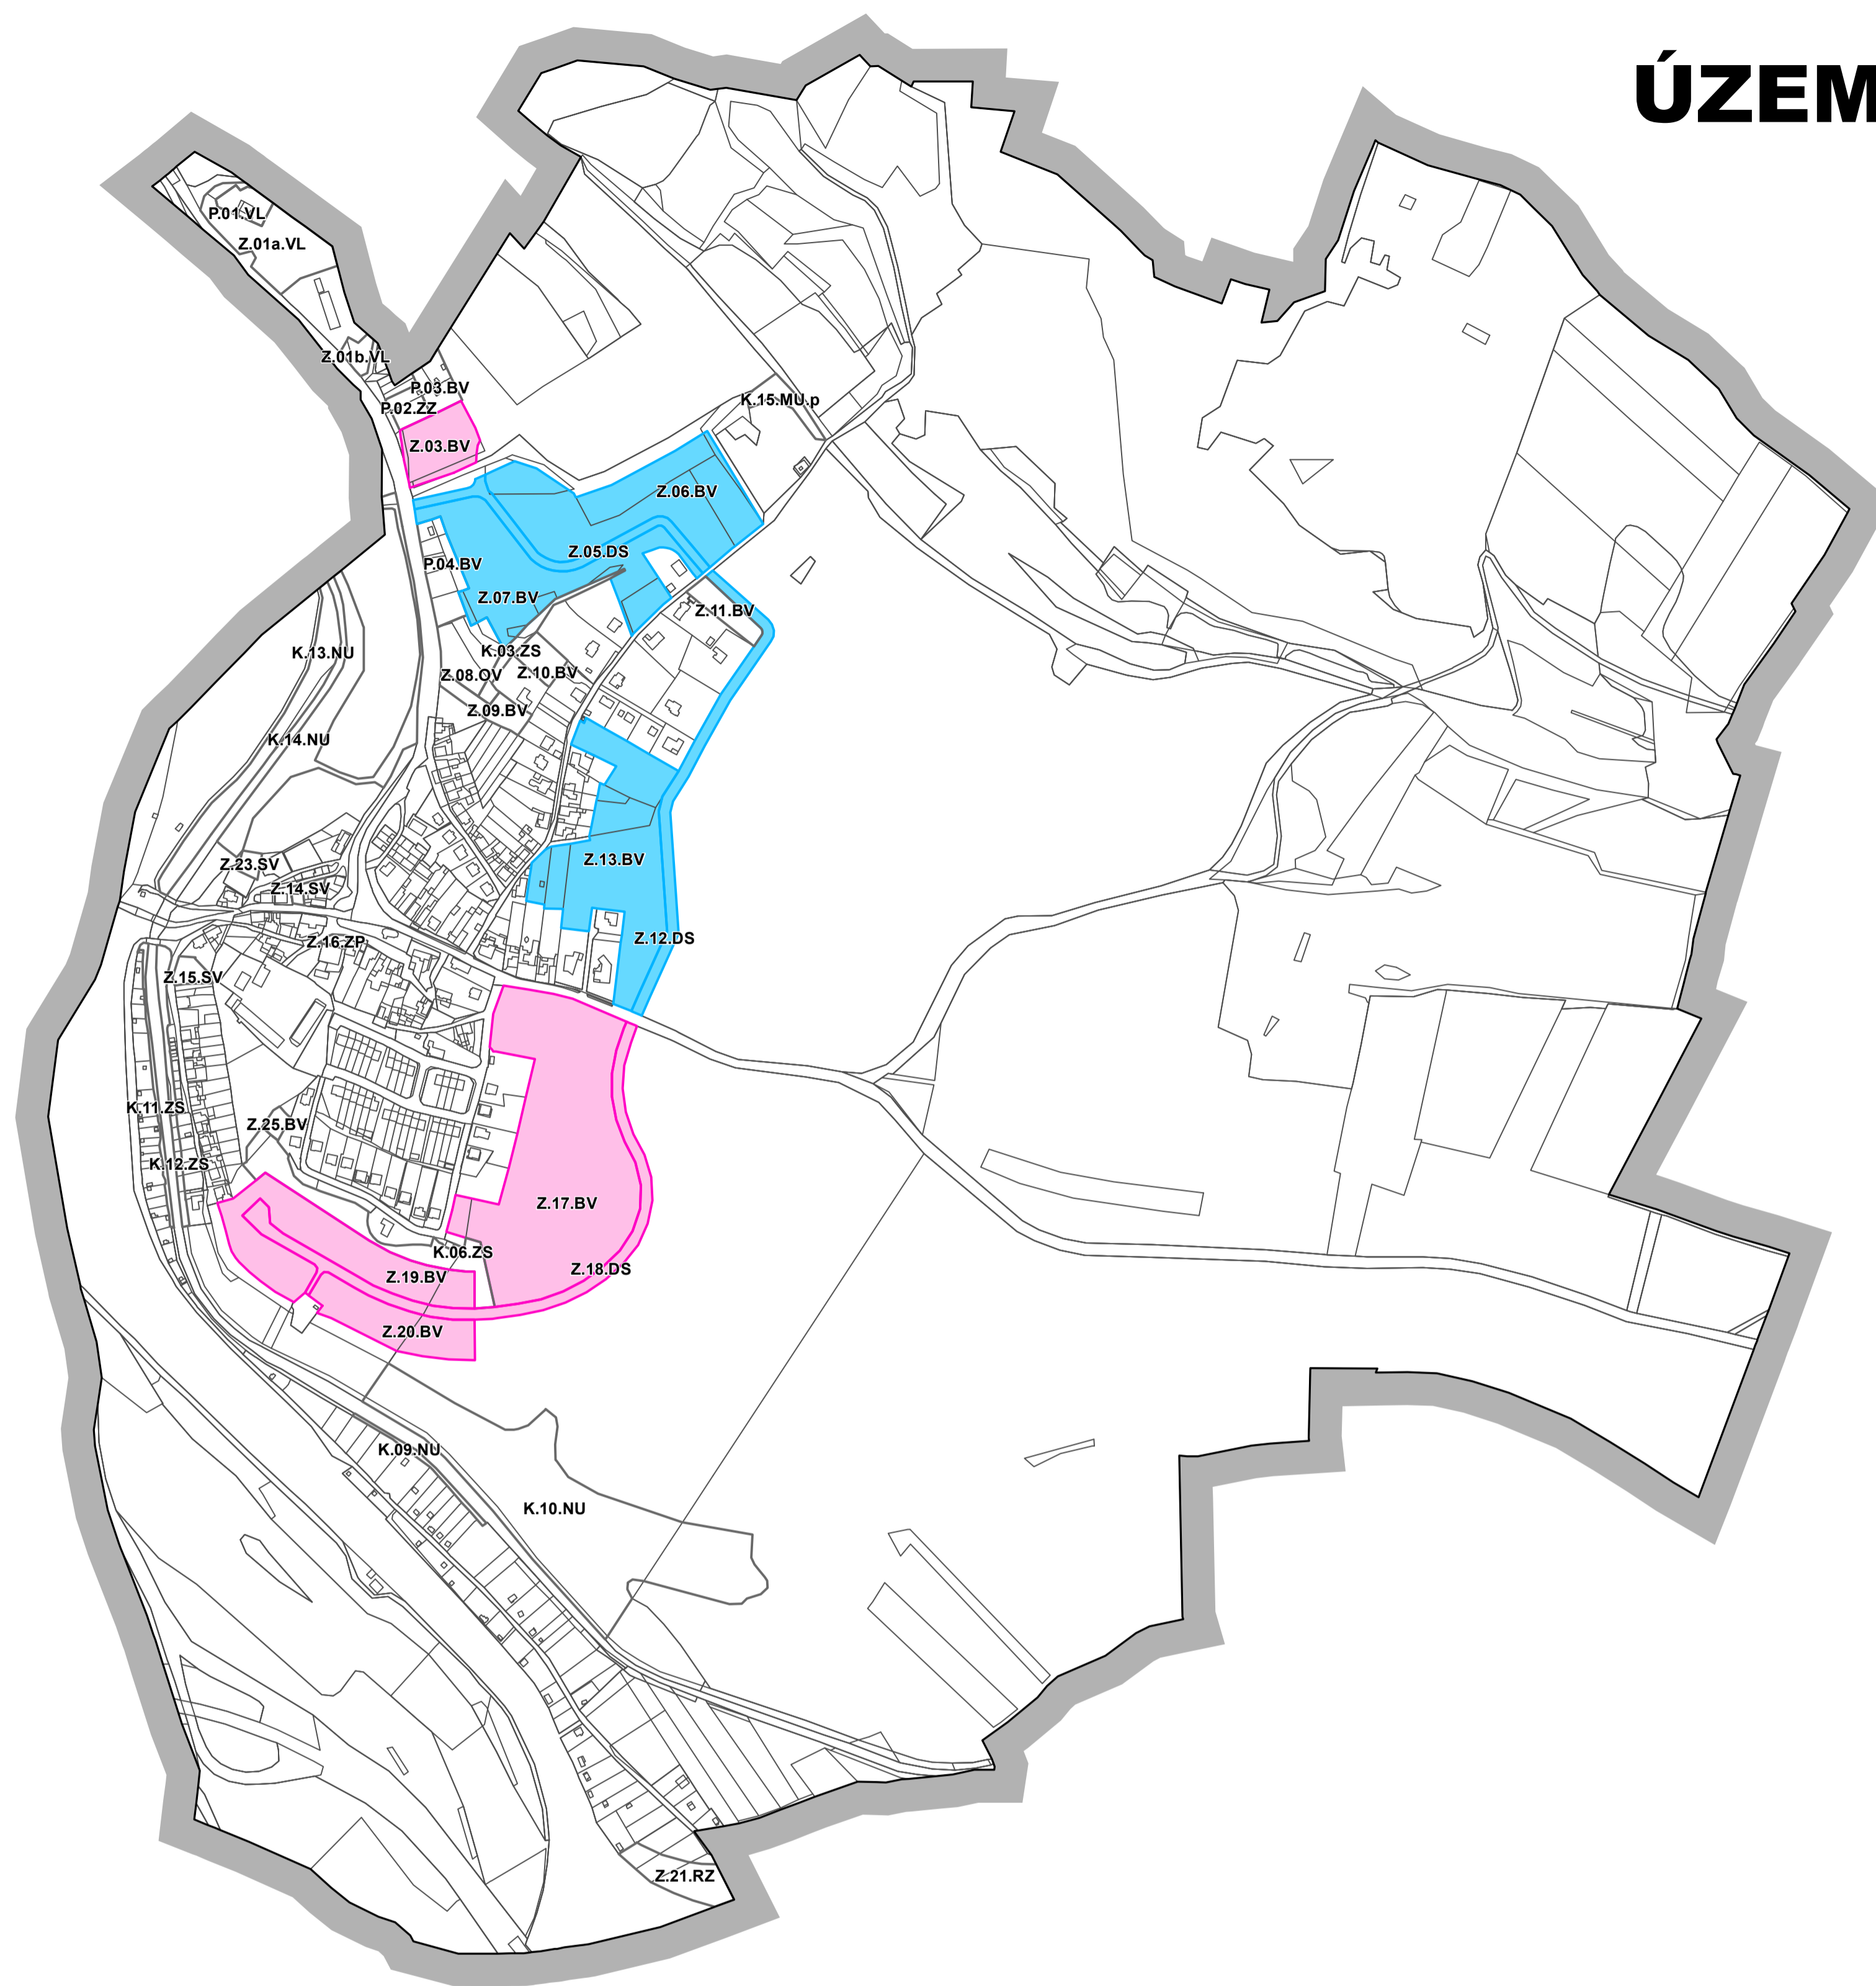 ÚZEM
P.01.VL
Z.01a.VL
Z.01b.VL
P.03.BV
P.02.ZZ
K.15.MU.p
Z.03.BV
Z.06.BV
Z.05.DS
P.04.BV
Z.07.BV
Z.11.BV
K.13.NU
K.03.ZS
Z.08.OV
Z.10.BV
Z.09.BV
K.14.NU
Z.13.BV
Z.23.SV
Z.14.SV
Z.12.DS
Z.16.ZP
Z.15.SV
K.11.ZS
Z.25.BV
K.12.ZS
Z.17.BV
K.06.ZS
Z.18.DS
Z.19.BV
Z.20.BV
K.09.NU
K.10.NU
Z.21.RZ